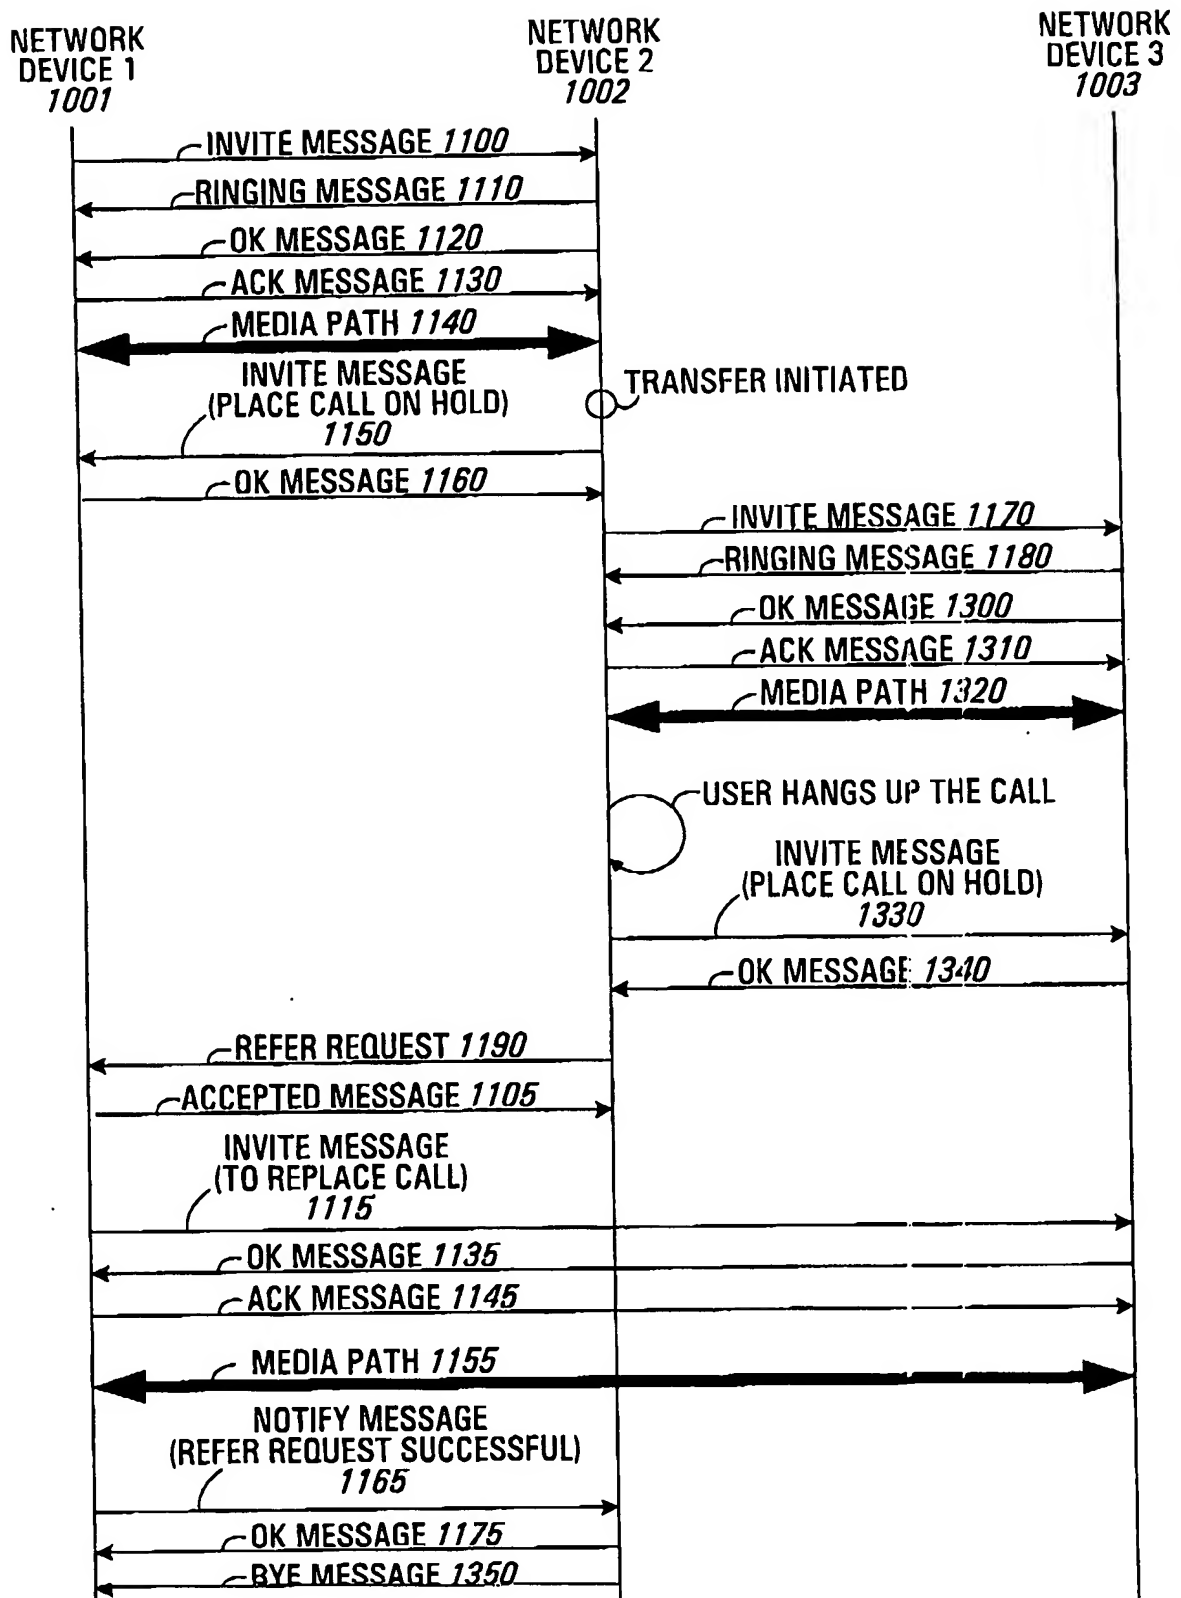 NETWORK
DEVICE 1
1001
NETWORK
DEVICE 2
1002
NETWORK
DEVICE 3
1003
INVITE MESSAGE 1100
RINGING MESSAGE 1110
OK MESSAGE 1120
ACK MESSAGE 1130
MEDIA PATH 1140
INVITE MESSAGE
(PLACE CALL ON HOLD)
1150
TRANSFER INITIATED
OK MESSAGE 1160
INVITE MESSAGE 1170
RINGING MESSAGE 1180
OK MESSAGE 1300
ACK MESSAGE 1310
MEDIA PATH 1320
USER HANGS UP THE CALL
INVITE MESSAGE
(PLACE CALL ON HOLD)
1330
OK MESSAGE 1340
REFER REQUEST 1190
ACCEPTED MESSAGE 1105
INVITE MESSAGE
(TO REPLACE CALL)
1115
OK MESSAGE 1135
ACK MESSAGE 1145
MEDIA PATH 1155
NOTIFY MESSAGE
(REFER REQUEST SUCCESSFUL)
1165
OK MESSAGE 1175
BYE MESSAGE 1350